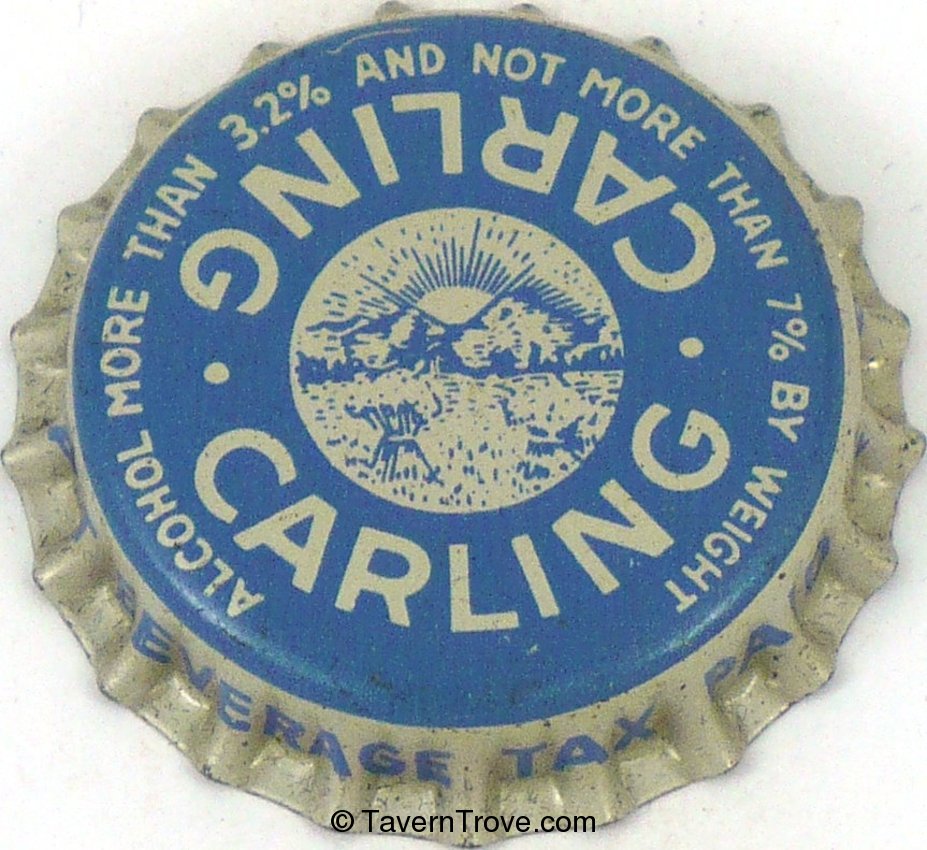 ALCOHOL MORE THAN 3.2% AND NOT MORE THAN 7% BY WEIGHT
CARLING
CARLING
BEVERAGE TAX
© TavernTrove.com